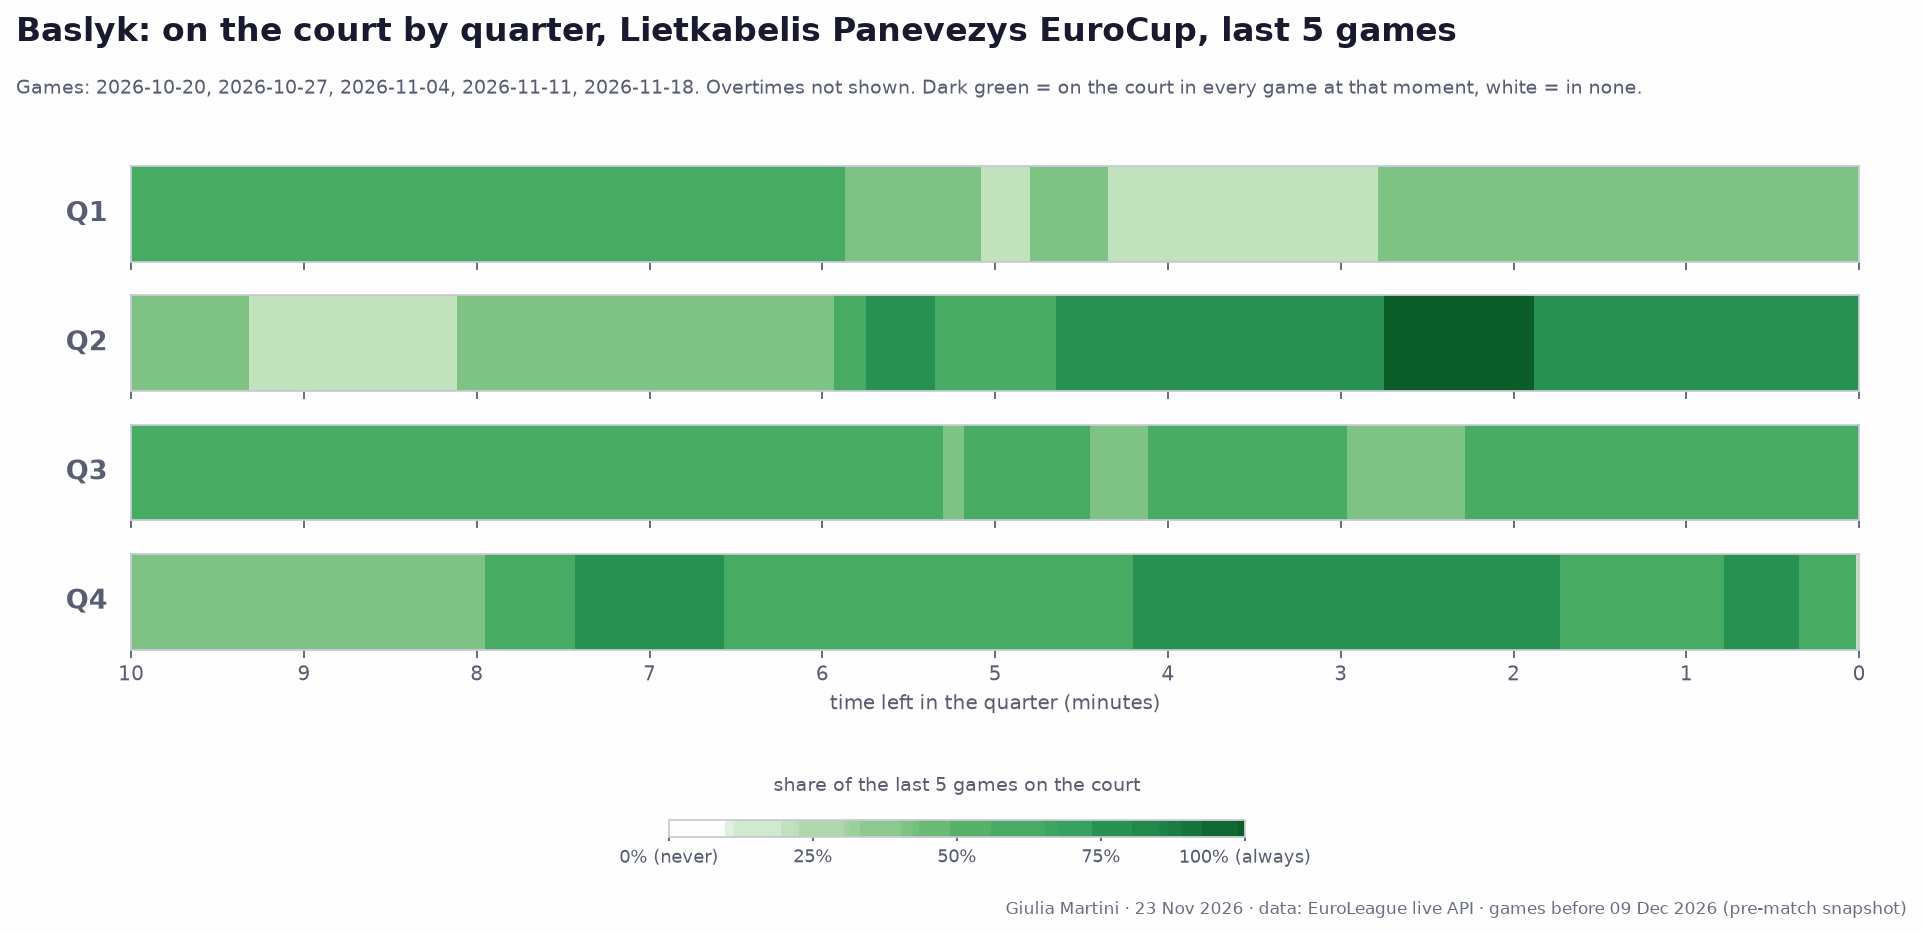 Baslyk: on the court by quarter, Lietkabelis Panevezys EuroCup, last 5 games
Games: 2026-10-20, 2026-10-27, 2026-11-04, 2026-11-11, 2026-11-18. Overtimes not shown. Dark green = on the court in every game at that moment, white = in none.
Q1
Q2
Q3
Q4
10 9 8 7 6 5 4 3 2 1 0
time left in the quarter (minutes)
share of the last 5 games on the court
0% (never) 25% 50% 75% 100% (always)
Giulia Martini · 23 Nov 2026 · data: EuroLeague live API · games before 09 Dec 2026 (pre-match snapshot)